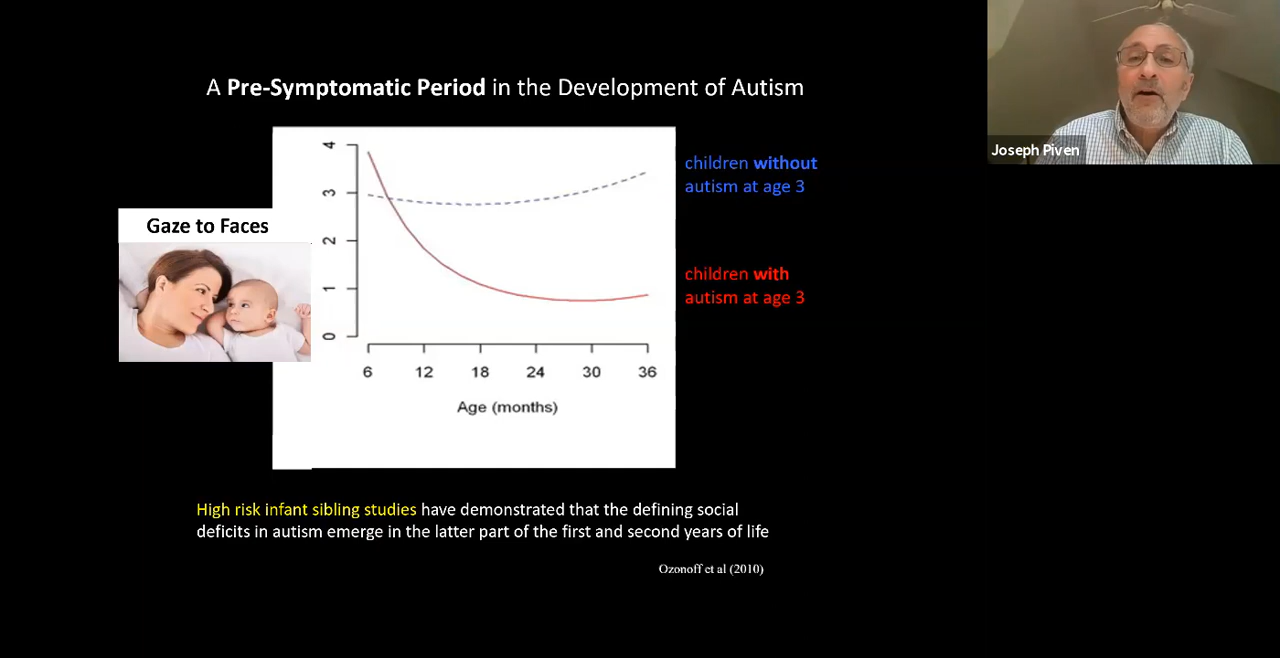 A Pre-Symptomatic Period in the Development of Autism
Joseph Piven
children without
autism at age 3
Gaze to Faces
children with
autism at age 3
4
3
2
1
0
6 12 18 24 30 36
Age (months)
High risk infant sibling studies have demonstrated that the defining social
deficits in autism emerge in the latter part of the first and second years of life
Ozonoff et al (2010)